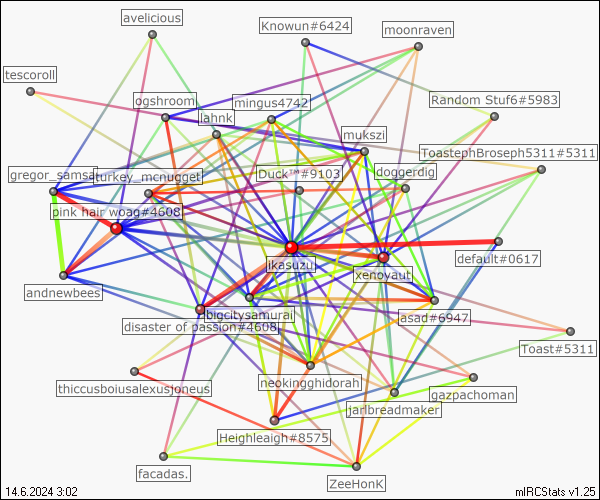 avelicious
Knowun#6424
moonraven
tescoroll
ogshroom
mingus4742
Random Stuf6#5983
lahnk
mukszi
ToastephBroseph5311#5311
gregor_samsa
turkey_mcnugget
Duck™#9103
doggerdig
pink hair woag#4608
ikasuzu
default#0617
xenoyaut
andnewbees
bigcitysamurai
asad#6947
disaster of passion#4608
Toast#5311
thiccusboiusalexusjoneus
neokingghidorah
gazpachoman
jarlbreadmaker
Heighleaigh#8575
facadas.
ZeeHonK
14.6.2024 3:02
mIRCStats v1.25